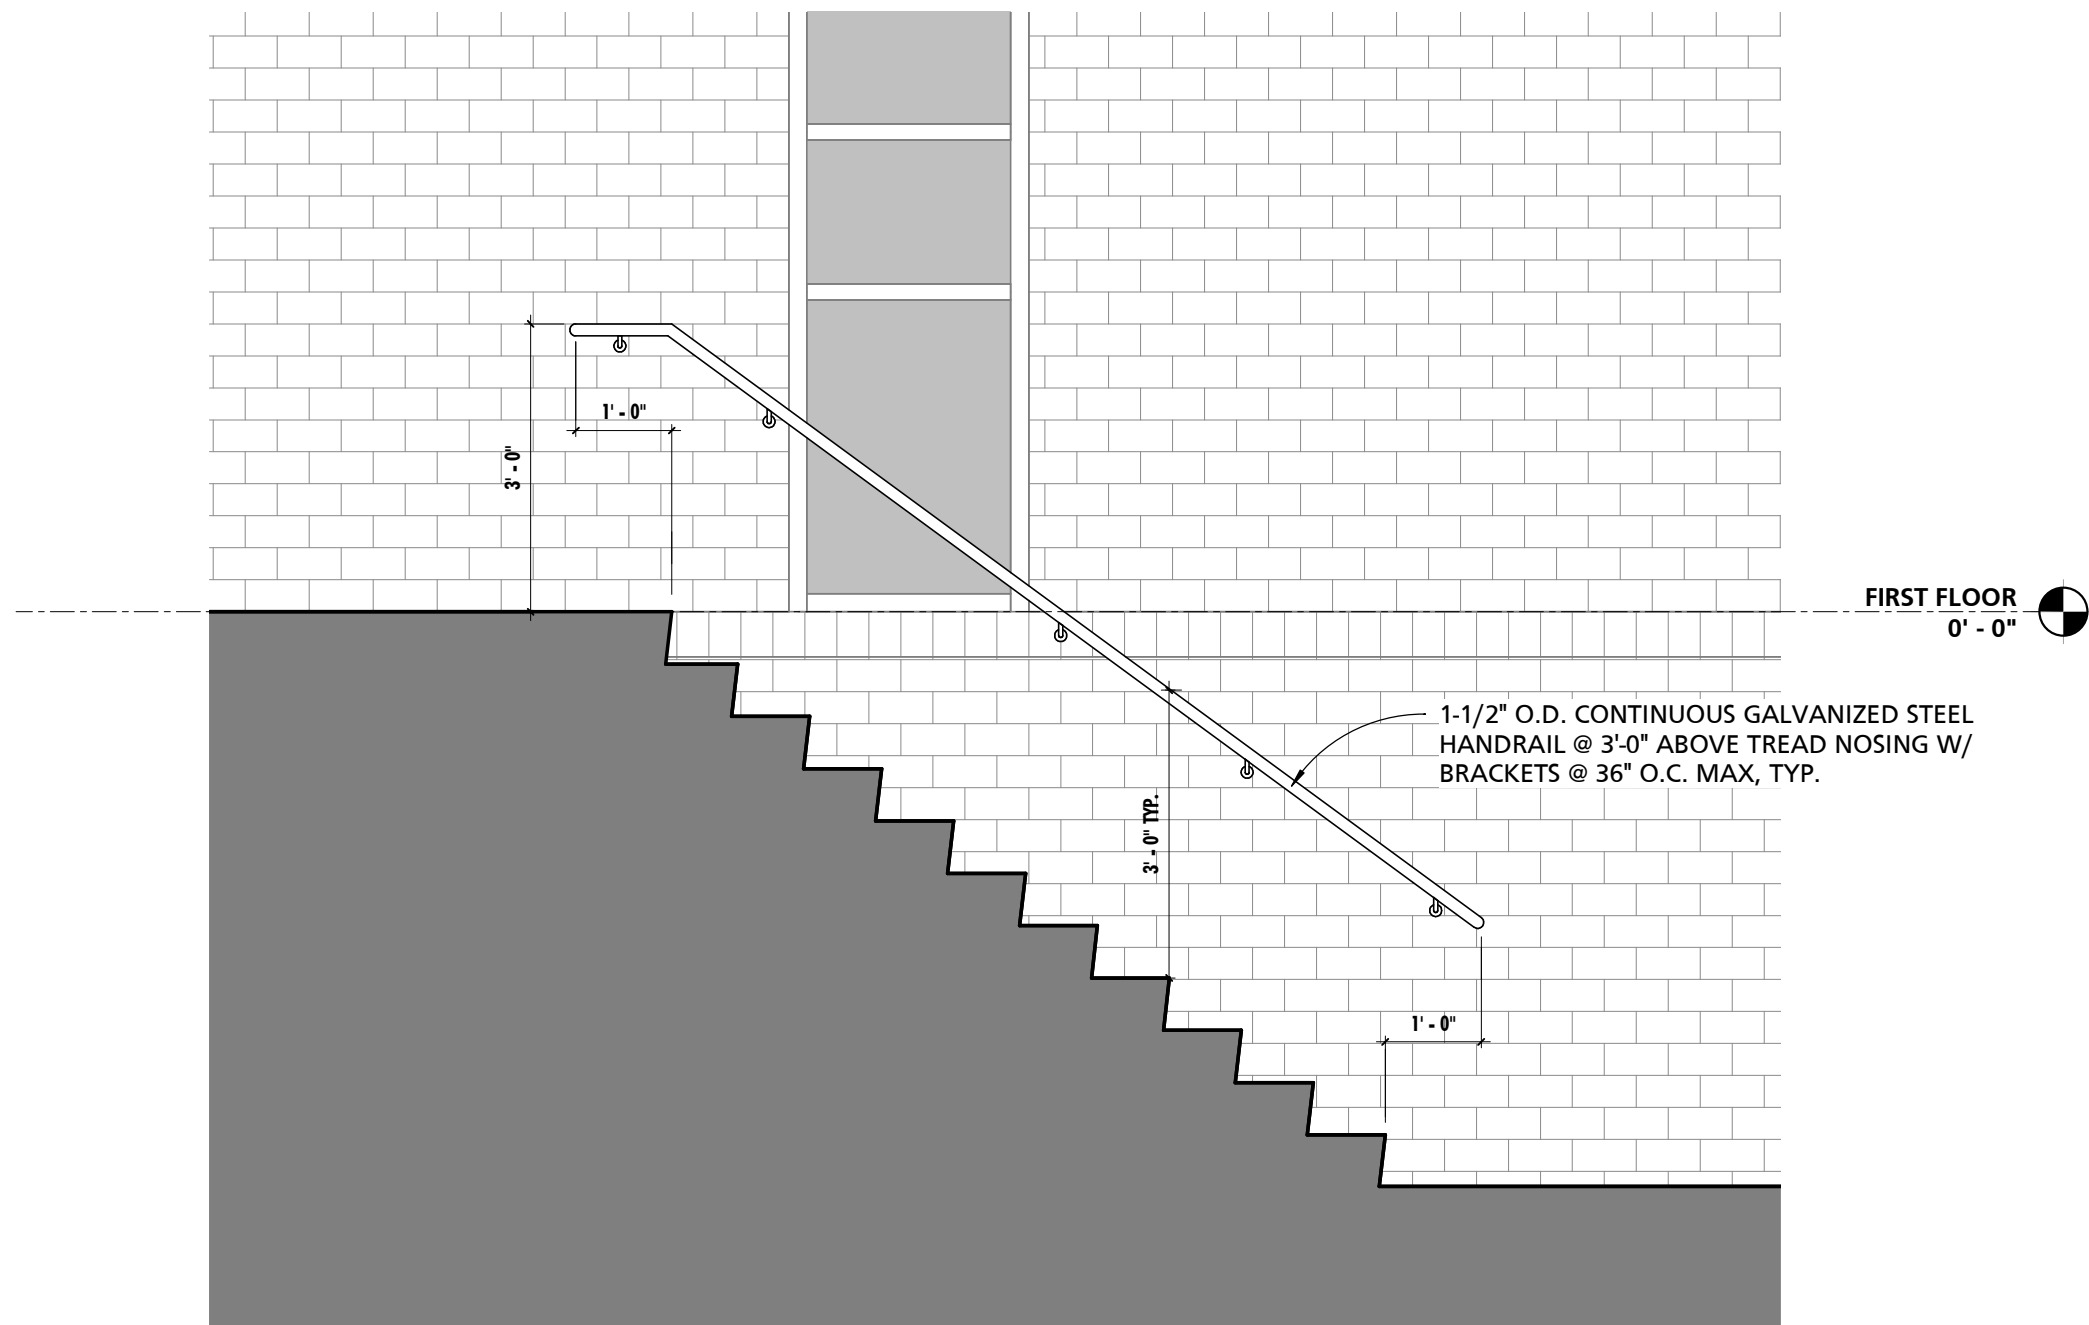 1' - 0"
3' - 0"
FIRST FLOOR
0' - 0"
1-1/2" O.D. CONTINUOUS GALVANIZED STEEL
HANDRAIL @ 3'-0" ABOVE TREAD NOSING W/
BRACKETS @ 36" O.C. MAX, TYP.
3' - 0" TYP.
1' - 0"